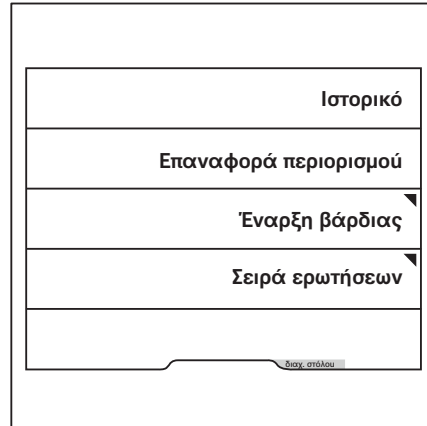 Ιστορικό
Επαναφορά περιορισμού
Έναρξη βάρδιας
Σειρά ερωτήσεων
διαχ. στόλου